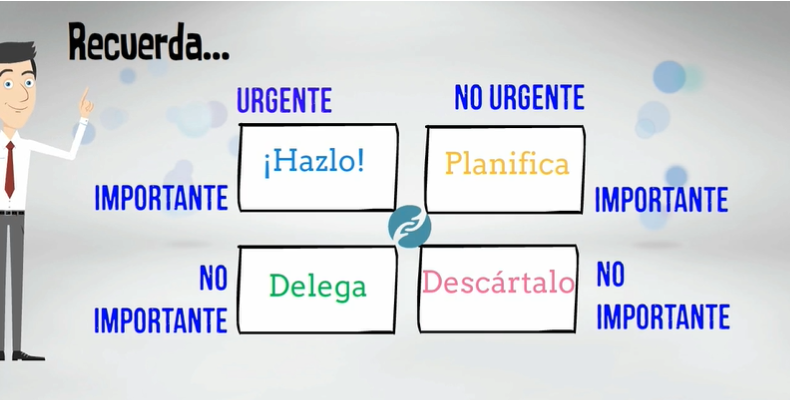 Recuerda...
URGENTE
NO URGENTE
¡Hazlo!
Planifica
IMPORTANTE
IMPORTANTE
NO
IMPORTANTE
Delega
Descártalo
NO
IMPORTANTE